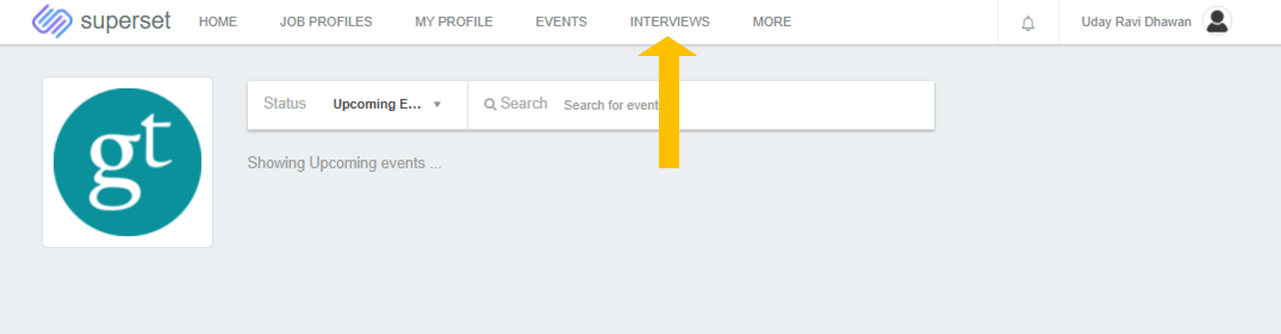 superset HOME JOB PROFILES MY PROFILE EVENTS INTERVIEWS MORE Uday Ravi Dhawan
gt
Status Upcoming E... Search Search for event
Showing Upcoming events ...